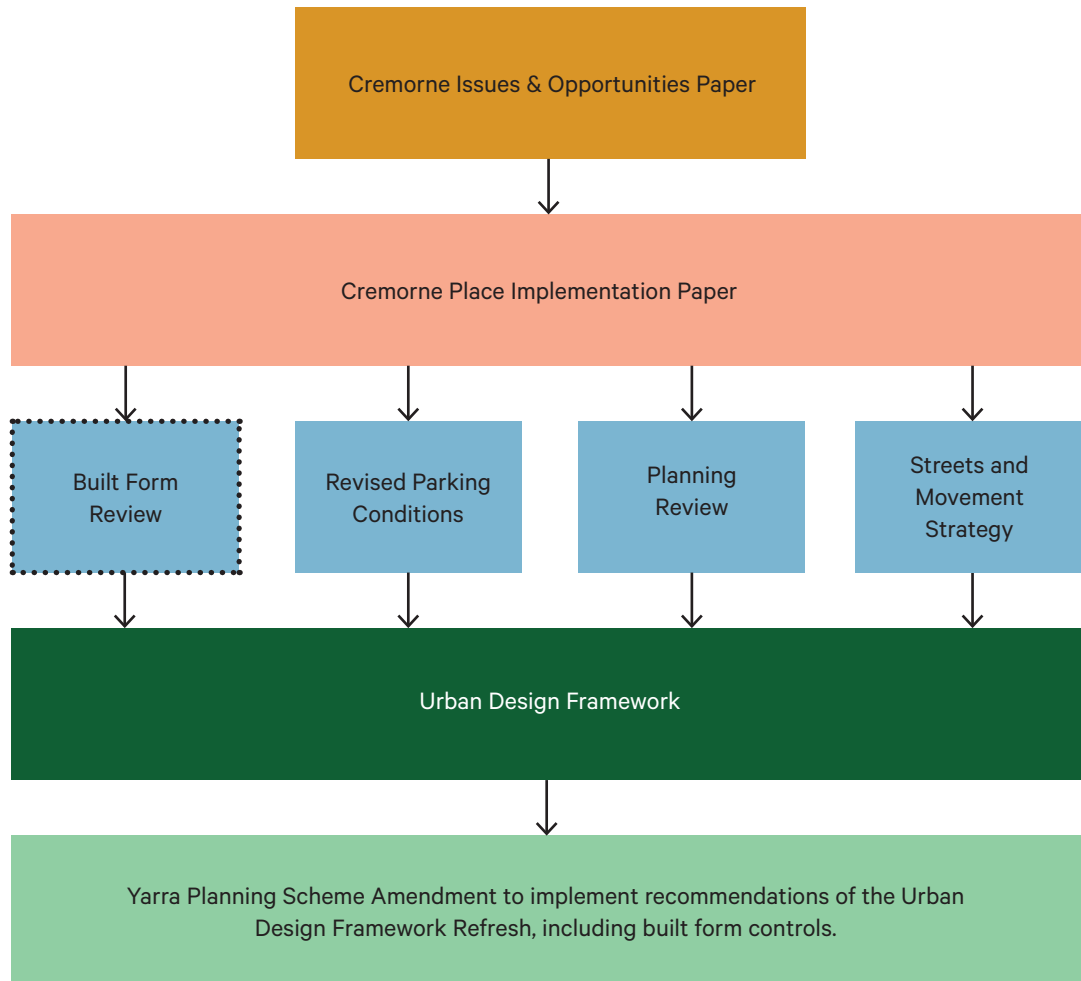 Cremorne Issues & Opportunities Paper
Cremorne Place Implementation Paper
Built Form
Review
Revised Parking
Conditions
Planning
Review
Streets and
Movement
Strategy
Urban Design Framework
Yarra Planning Scheme Amendment to implement recommendations of the Urban
Design Framework Refresh, including built form controls.